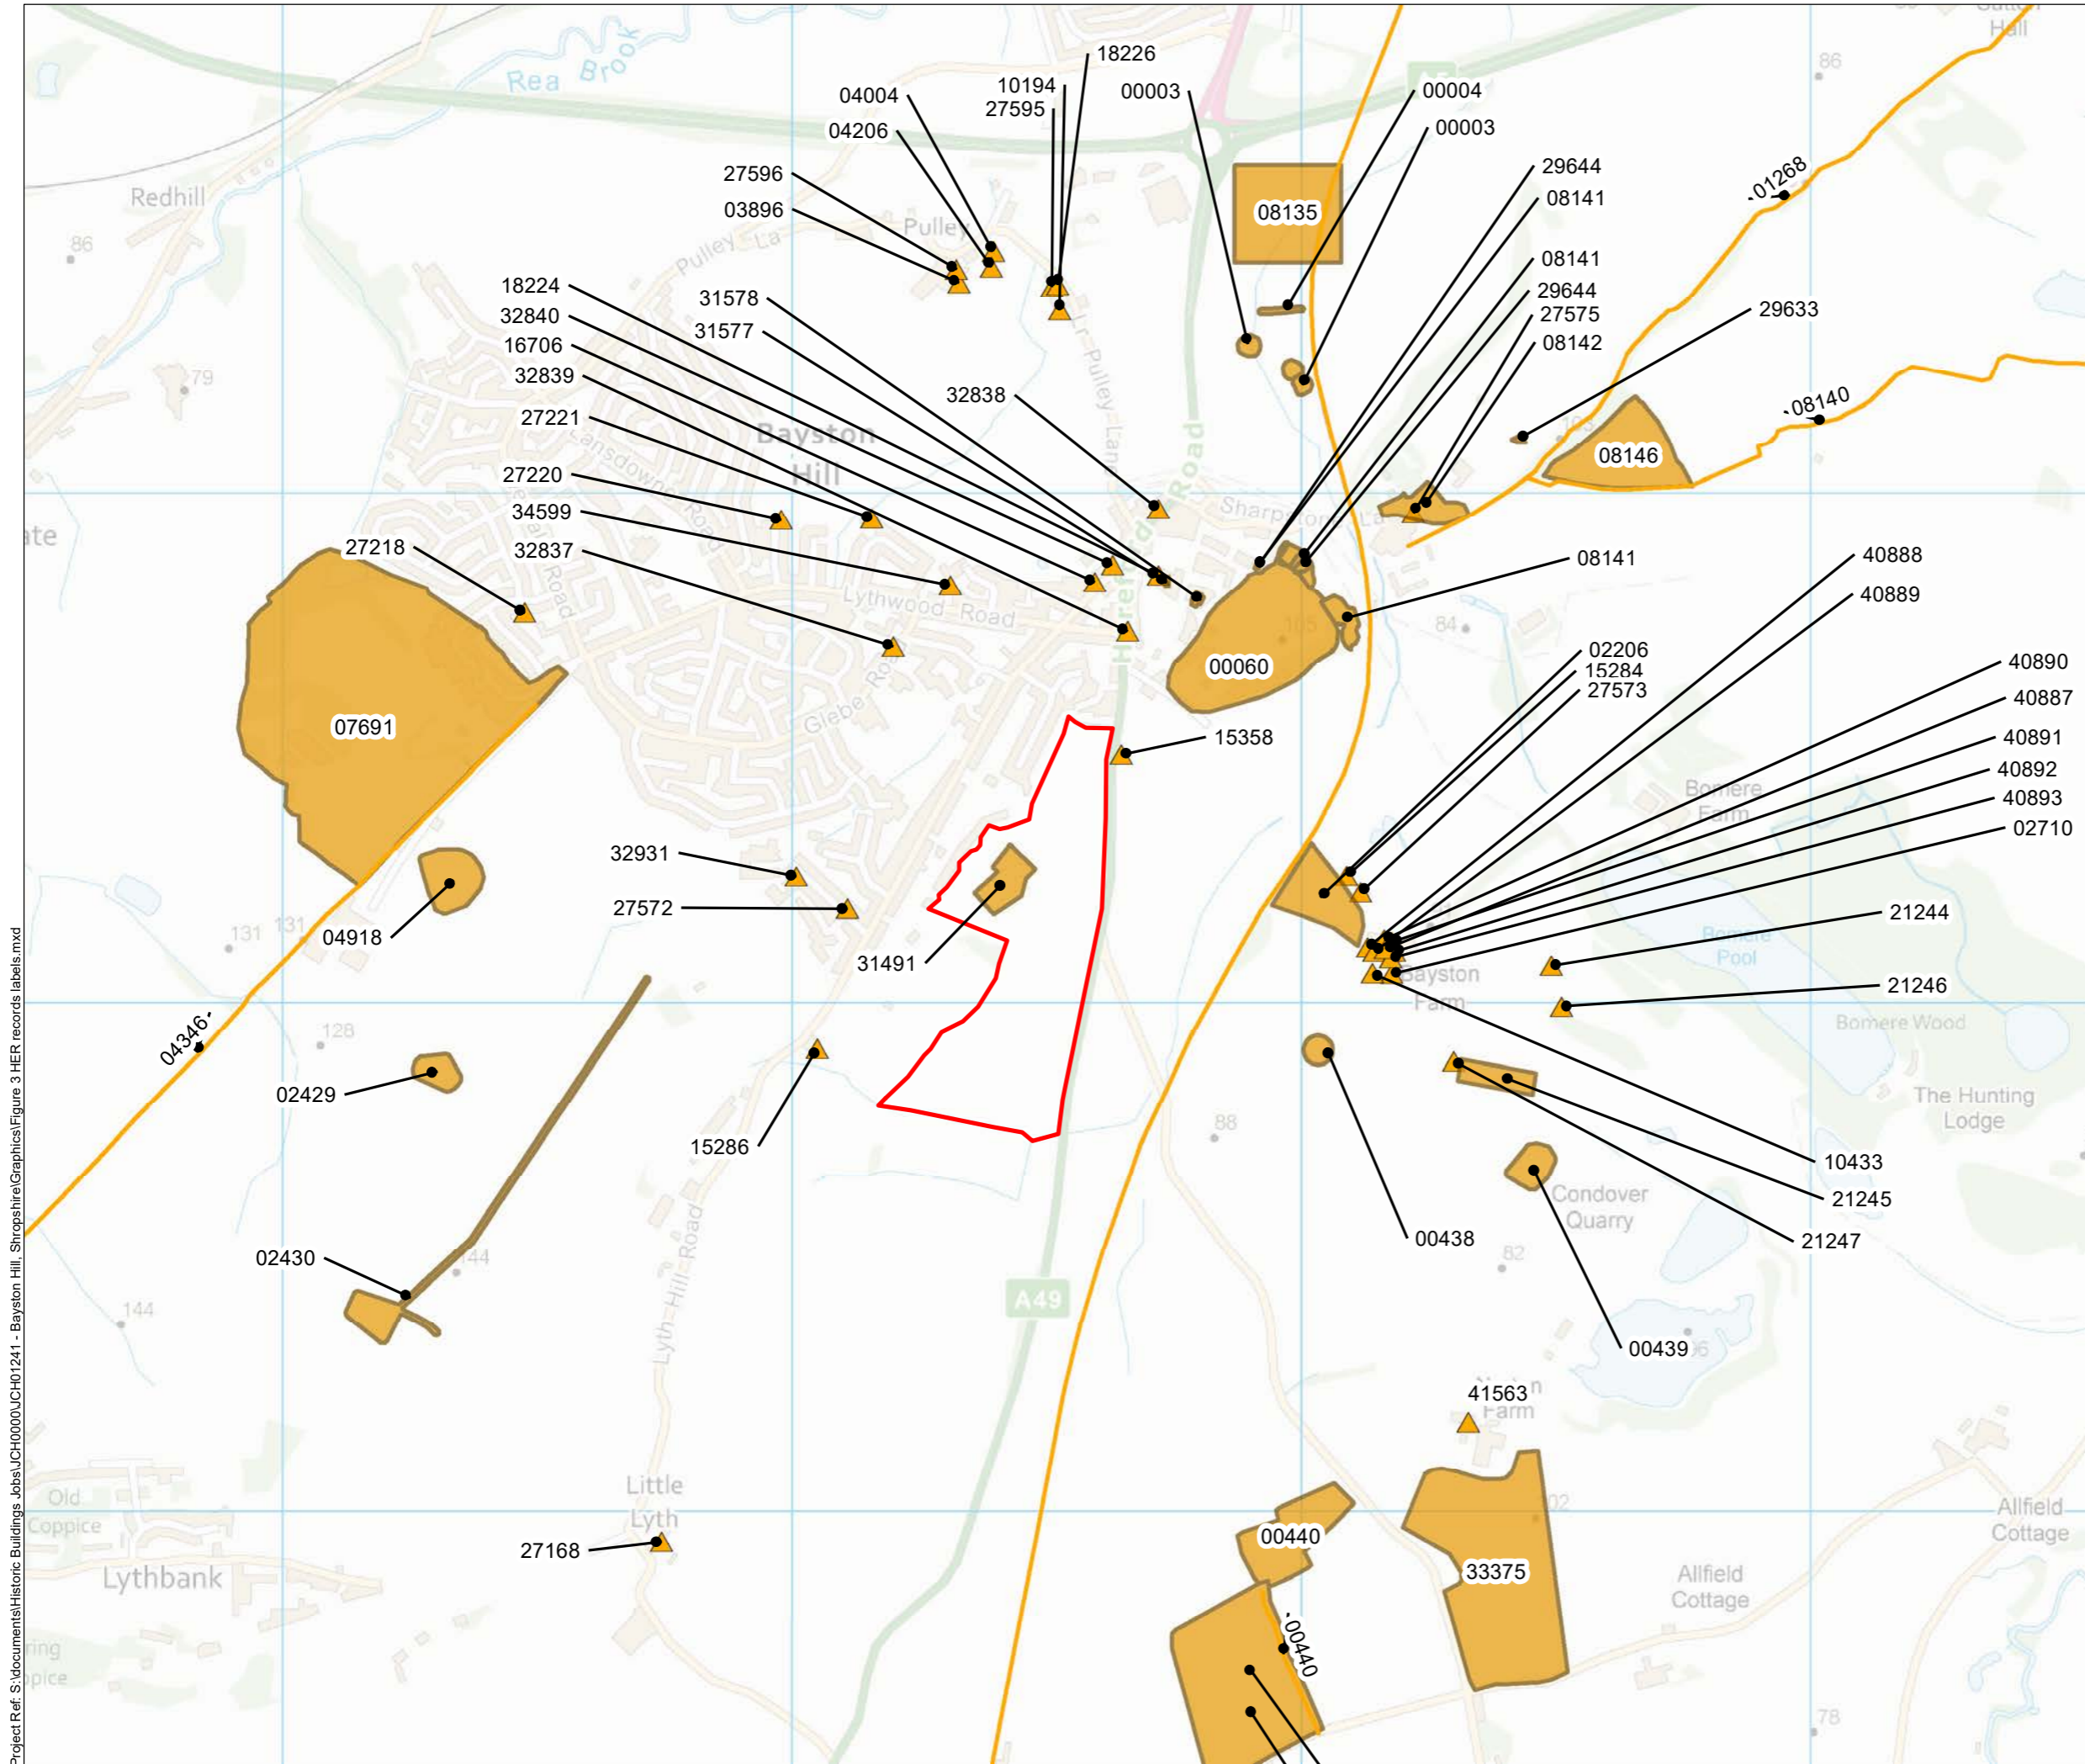 Hall
86
18226
Rea Brook
10194
00003
00004
04004
27595
00003
04206
29644
27596
08141
01268
Redhill
03896
08135
86
Pulley
Pulley La
08141
18224
31578
29644
29633
32840
31577
27575
16706
08142
79
32839
32838
08140
27221
Lansdowne Road
Bayston
Hill
Lr Pulley Lane
08146
27220
34599
Sharpstone La
27218
32837
08141
40888
Lythwood Road
40889
84
105
02206
00060
40890
15284
27573
40887
07691
Glebe Road
15358
40891
40892
Bomere
Farm
40893
02710
32931
27572
21244
04918
131
131
31491
Bomere
Pool
Bayston
Farm
21246
Bomere Wood
04346
128
02429
The Hunting
Lodge
88
15286
10433
Condover
Quarry
21245
00438
21247
Lyth Hill Road
02430
144
82
A49
144
00439
41563
Farm
Little
Lyth
Old
Coppice
Allfield
Cottage
00440
27168
33375
Lythbank
Allfield
Cottage
00440
78
Project Ref: S:\documents\Historic Buildings Jobs\JCH0000\JCH01241 - Bayston Hill, Shropshire\Graphics\Figure 3 HER records labels.mxd